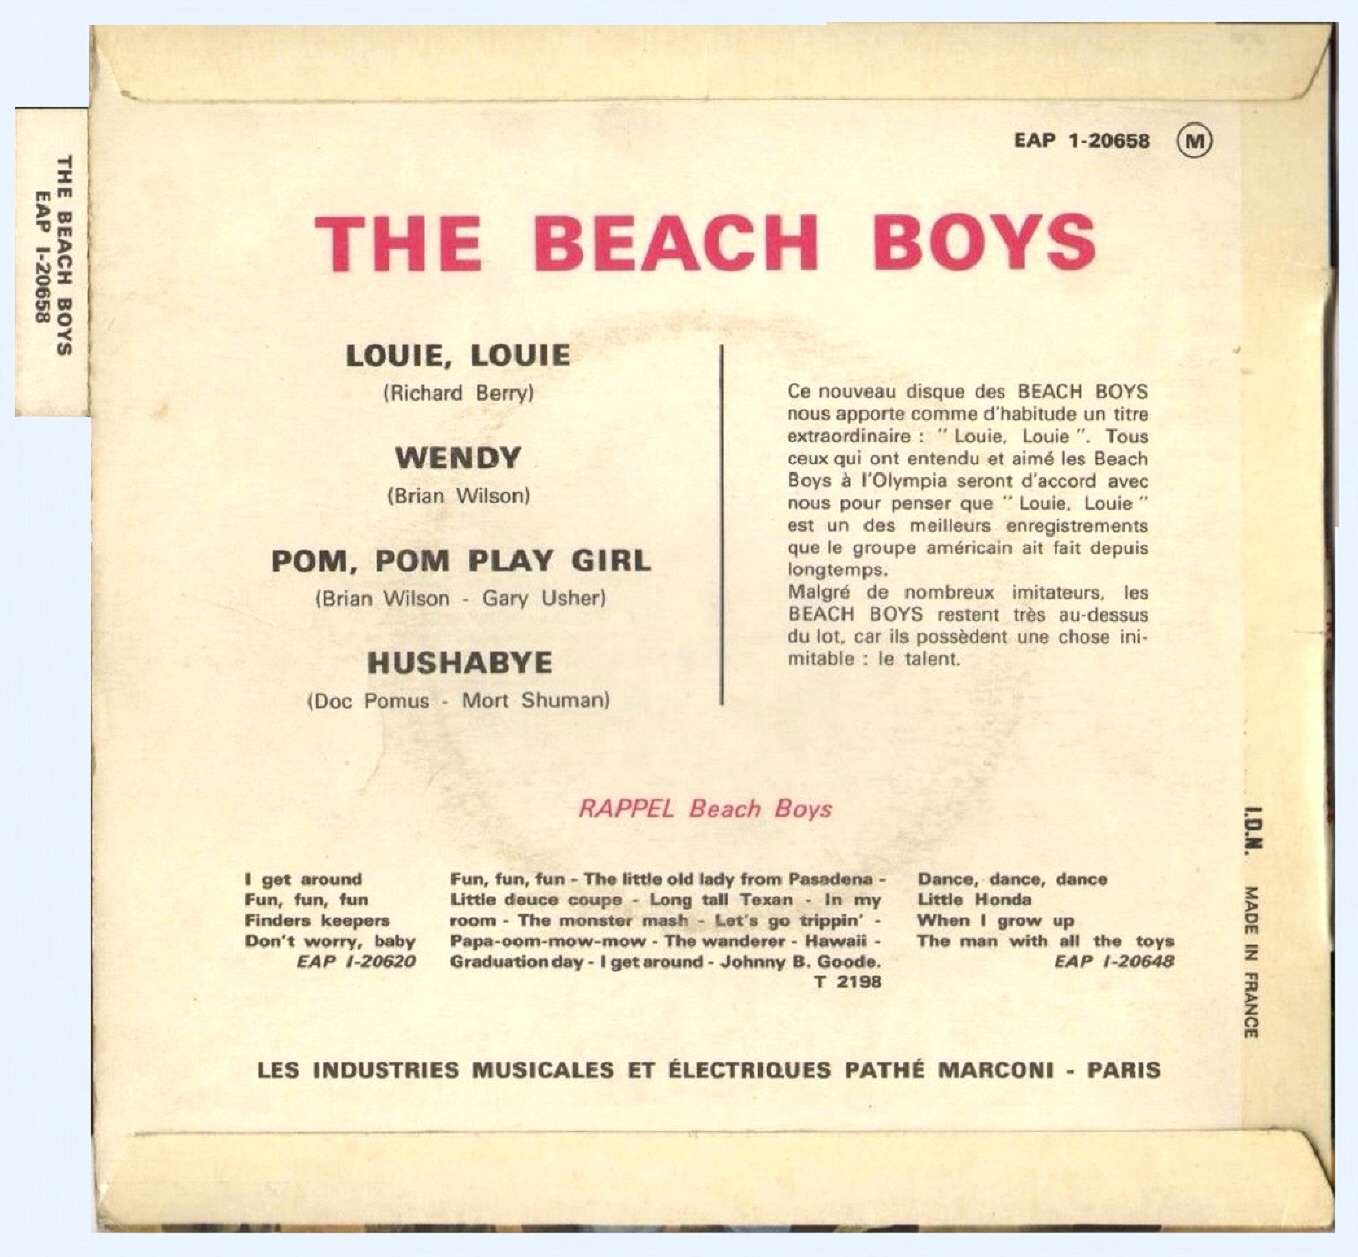 THE BEACH BOYS
EAP 1-20658
EAP 1-20658 M
THE BEACH BOYS
LOUIE, LOUIE
(Richard Berry)
WENDY
(Brian Wilson)
POM, POM PLAY GIRL
(Brian Wilson - Gary Usher)
HUSHABYE
(Doc Pomus - Mort Shuman)
Ce nouveau disque des BEACH BOYS
nous apporte comme d'habitude un titre
extraordinaire : " Louie, Louie ". Tous
ceux qui ont entendu et aimé les Beach
Boys à l'Olympia seront d'accord avec
nous pour penser que " Louie, Louie "
est un des meilleurs enregistrements
que le groupe américain ait fait depuis
longtemps.
Malgré de nombreux imitateurs, les
BEACH BOYS restent très au-dessus
du lot, car ils possèdent une chose ini-
mitable : le talent.
RAPPEL Beach Boys
I get around
Fun, fun, fun
Finders keepers
Don't worry, baby
EAP 1-20620
Fun, fun, fun - The little old lady from Pasadena -
Little deuce coupe - Long tall Texan - In my
room - The monster mash - Let's go trippin' -
Papa-oom-mow-mow - The wanderer - Hawaii -
Graduation day - I get around - Johnny B. Goode.
T 2198
Dance, dance, dance
Little Honda
When I grow up
The man with all the toys
EAP 1-20648
LES INDUSTRIES MUSICALES ET ÉLECTRIQUES PATHÉ MARCONI - PARIS
I.D.N. MADE IN FRANCE